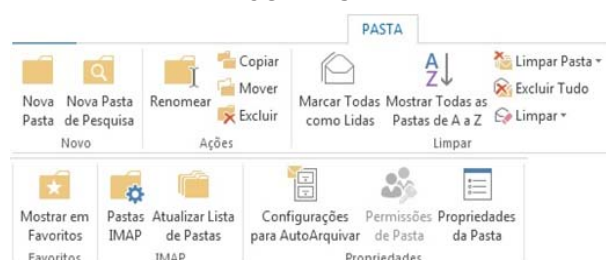 PASTA
Nova Pasta
Nova Pasta de Pesquisa
Renomear
Copiar
Mover
Excluir
Marcar Todas como Lidas
Mostrar Todas as Pastas de A a Z
Limpar Pasta
Excluir Tudo
Limpar
Novo
Ações
Limpar
Mostrar em Favoritos
Pastas IMAP
Atualizar Lista de Pastas
Configurações para AutoArquivar
Permissões de Pasta
Propriedades da Pasta
Favoritos
IMAP
Propriedades